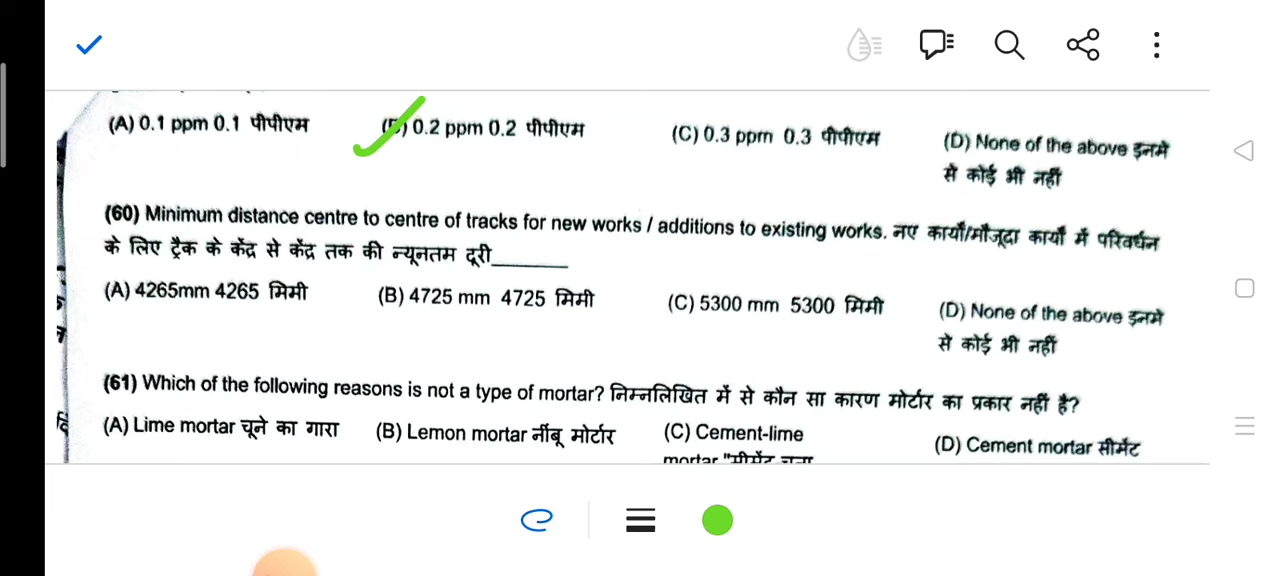 (A) 0.1 ppm 0.1 पीपीएम (B) 0.2 ppm 0.2 पीपीएम (C) 0.3 ppm 0.3 पीपीएम (D) None of the above इनमे
से कोई भी नहीं
(60) Minimum distance centre to centre of tracks for new works / additions to existing works. नए कार्यों/मौजूदा कार्यों में परिवर्धन
के लिए ट्रैक के केंद्र से केंद्र तक की न्यूनतम दूरी________
(A) 4265mm 4265 मिमी (B) 4725 mm 4725 मिमी (C) 5300 mm 5300 मिमी (D) None of the above इनमे
से कोई भी नहीं
(61) Which of the following reasons is not a type of mortar? निम्नलिखित में से कौन सा कारण मोर्टार का प्रकार नहीं है?
(A) Lime mortar चूने का गारा (B) Lemon mortar नींबू मोर्टार (C) Cement-lime (D) Cement mortar सीमेंट
mortar "सीमेंट चूना